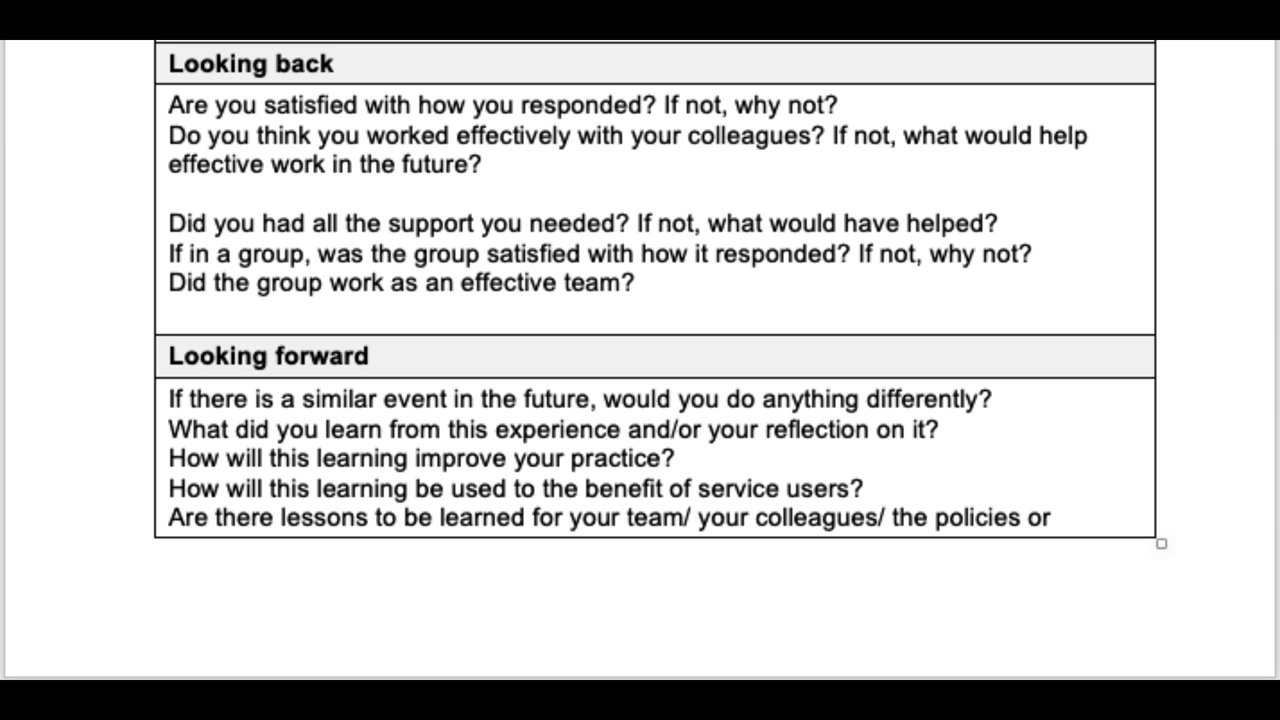 Looking back
Are you satisfied with how you responded? If not, why not?
Do you think you worked effectively with your colleagues? If not, what would help
effective work in the future?
Did you had all the support you needed? If not, what would have helped?
If in a group, was the group satisfied with how it responded? If not, why not?
Did the group work as an effective team?
Looking forward
If there is a similar event in the future, would you do anything differently?
What did you learn from this experience and/or your reflection on it?
How will this learning improve your practice?
How will this learning be used to the benefit of service users?
Are there lessons to be learned for your team/ your colleagues/ the policies or